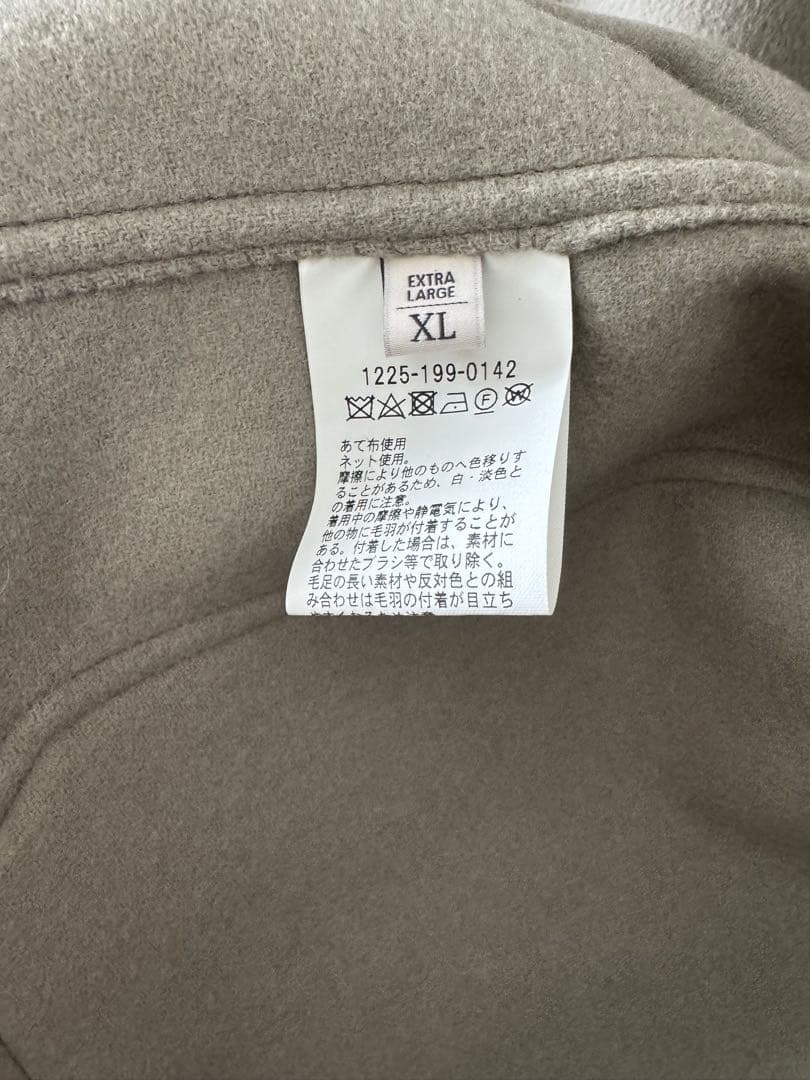 EXTRA
LARGE
XL
1225-199-0142
あて布使用
ネット使用。
摩擦により他のものへ色移りす
ることがあるため、白・淡色と
の着用に注意。
着用中の摩擦や静電気により、
他の物に毛羽が付着することが
ある。付着した場合は、素材に
合わせたブラシ等で取り除く。
毛足の長い素材や反対色との組
み合わせは毛羽の付着が目立ち